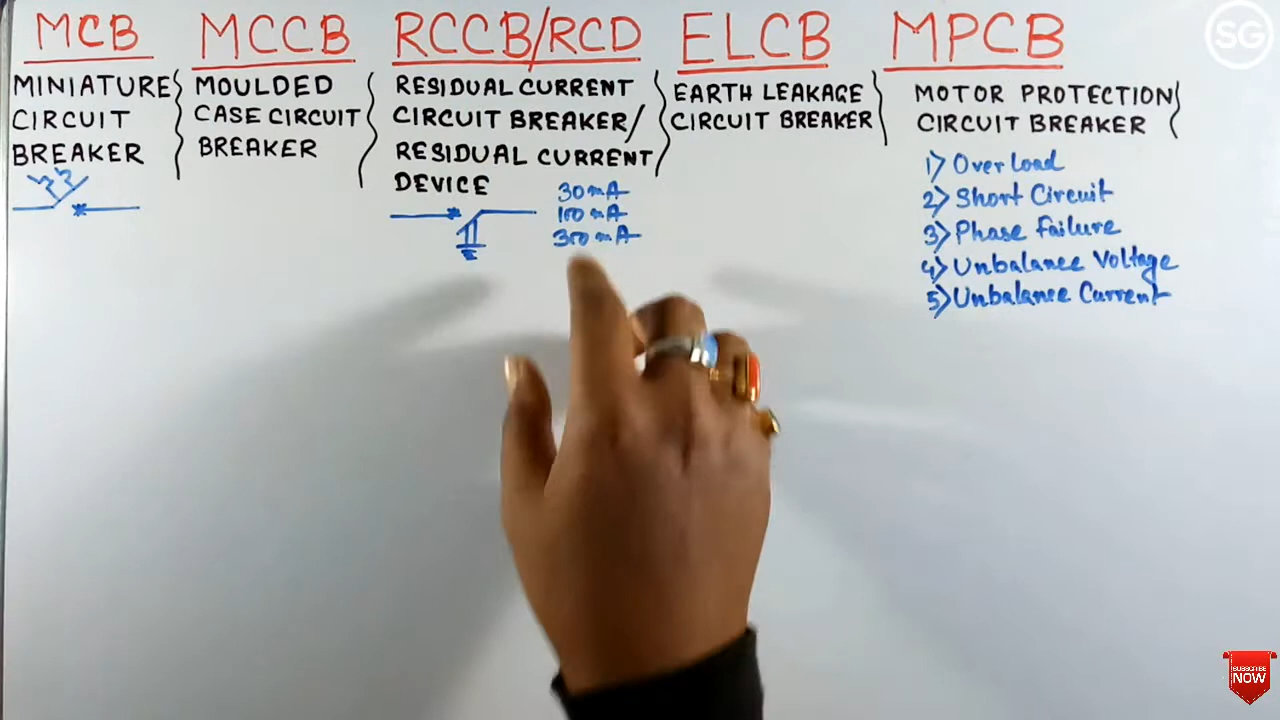 MCB
MCCB
RCCB/RCD
ELCB
MPCB
SG
MINIATURE
CIRCUIT
BREAKER
MOULDED
CASE CIRCUIT
BREAKER
RESIDUAL CURRENT
CIRCUIT BREAKER/
RESIDUAL CURRENT
DEVICE
30mA
100mA
300mA
EARTH LEAKAGE
CIRCUIT BREAKER
MOTOR PROTECTION
CIRCUIT BREAKER
1) Over load
2) Short Circuit
3) Phase Failure
4) Unbalance Voltage
5) Unbalance Current
SUBSCRIBE
NOW